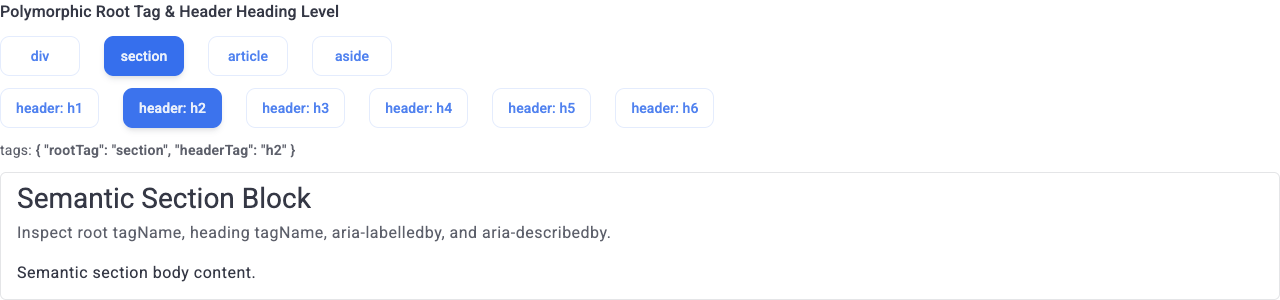 Polymorphic Root Tag & Header Heading Level
div section article aside
header: h1 header: h2 header: h3 header: h4 header: h5 header: h6
tags: { "rootTag": "section", "headerTag": "h2" }
Semantic Section Block
Inspect root tagName, heading tagName, aria-labelledby, and aria-describedby.
Semantic section body content.